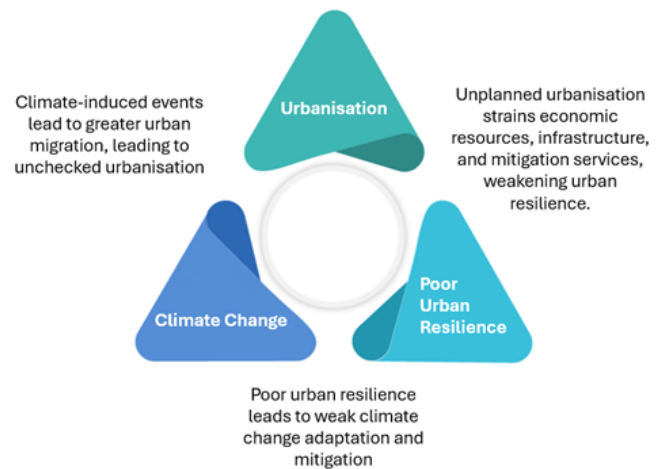 Urbanisation
Climate-induced events
lead to greater urban
migration, leading to
unchecked urbanisation
Unplanned urbanisation
strains economic
resources, infrastructure,
and mitigation services,
weakening urban
resilience.
Climate Change
Poor
Urban
Resilience
Poor urban resilience
leads to weak climate
change adaptation and
mitigation